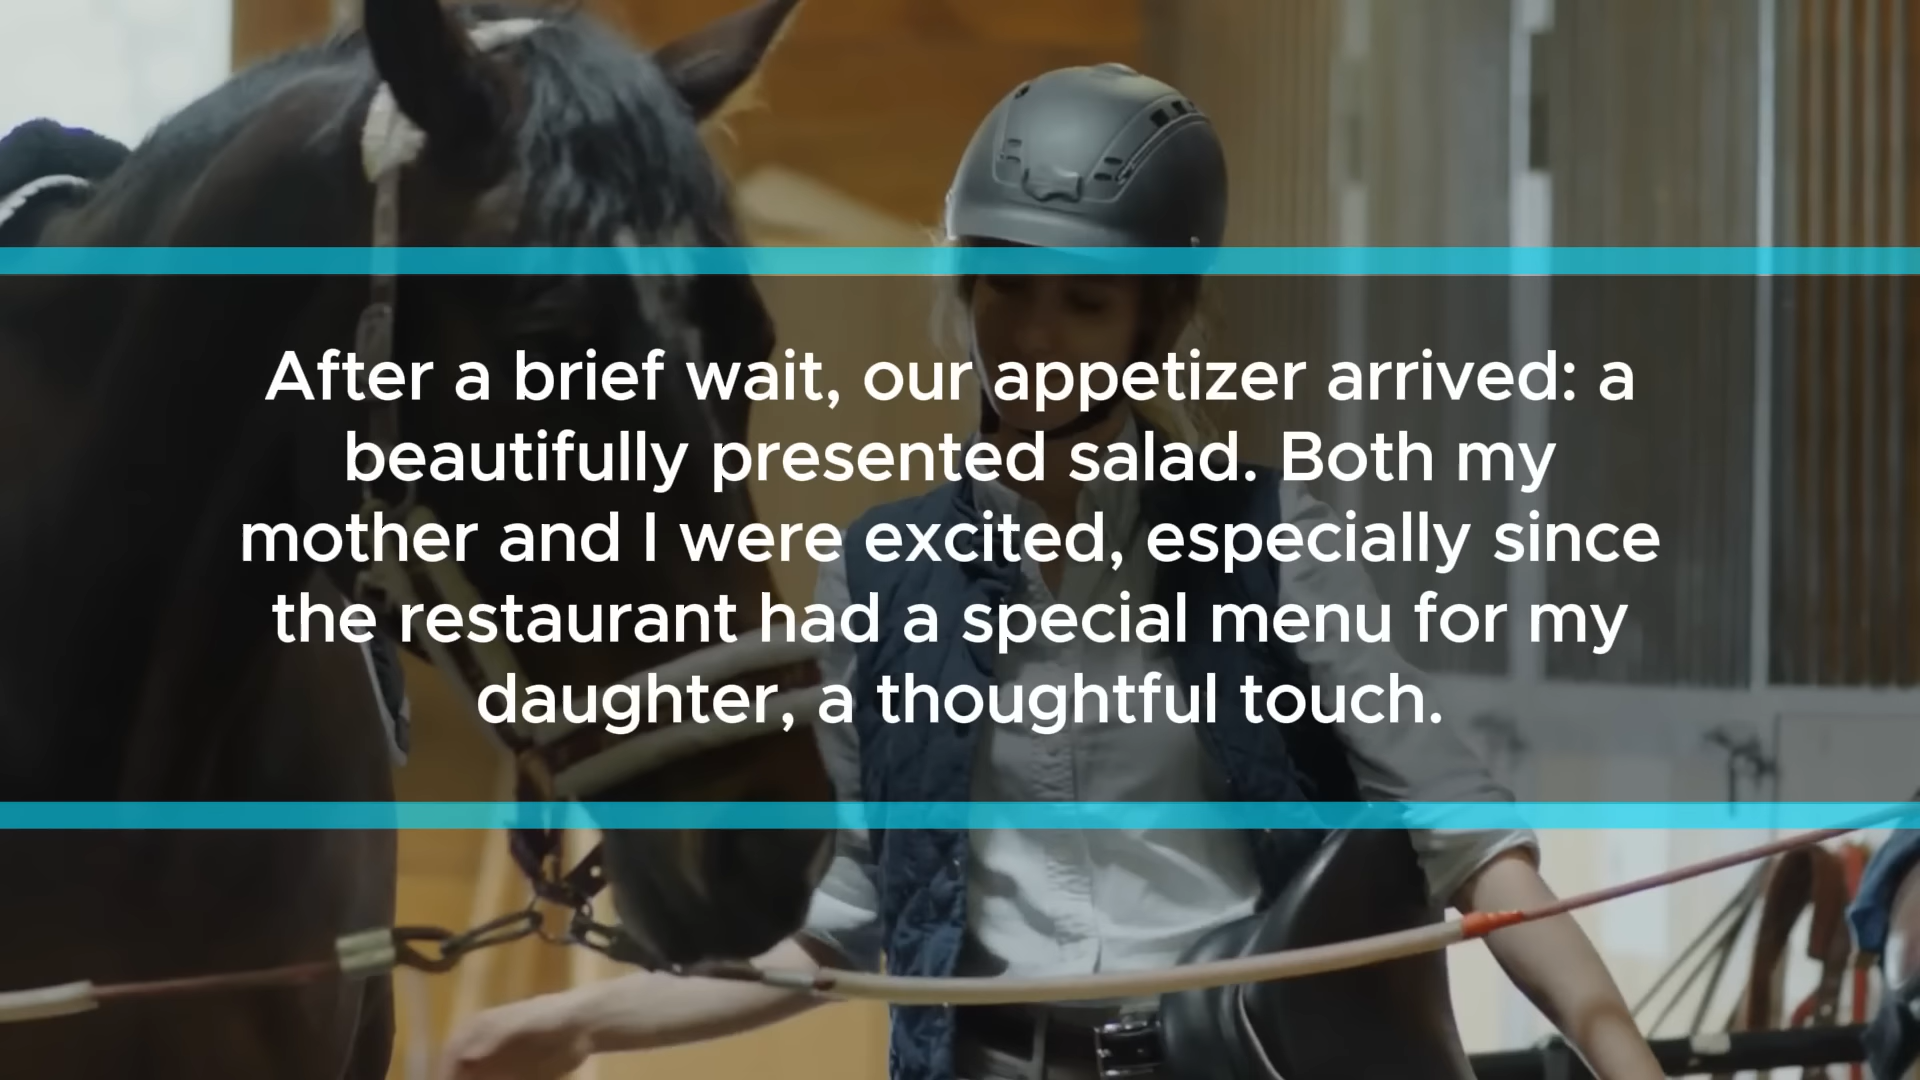 After a brief wait, our appetizer arrived: a
beautifully presented salad. Both my
mother and I were excited, especially since
the restaurant had a special menu for my
daughter, a thoughtful touch.